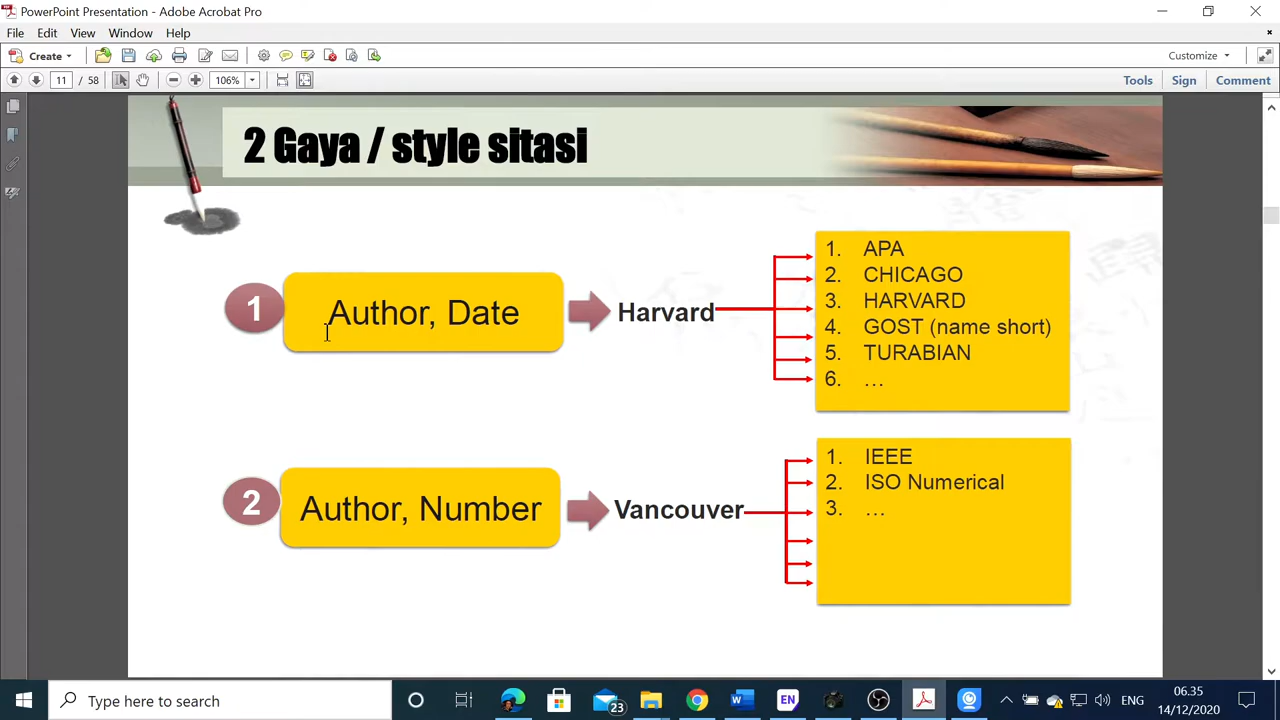 PowerPoint Presentation - Adobe Acrobat Pro
File Edit View Window Help
Create
Customize
11 / 58
106%
Tools Sign Comment
2 Gaya / style sitasi
1
Author, Date
Harvard
1. APA
2. CHICAGO
3. HARVARD
4. GOST (name short)
5. TURABIAN
6. ...
2
Author, Number
Vancouver
1. IEEE
2. ISO Numerical
3. ...
Type here to search
23
EN
ENG
06.35
14/12/2020